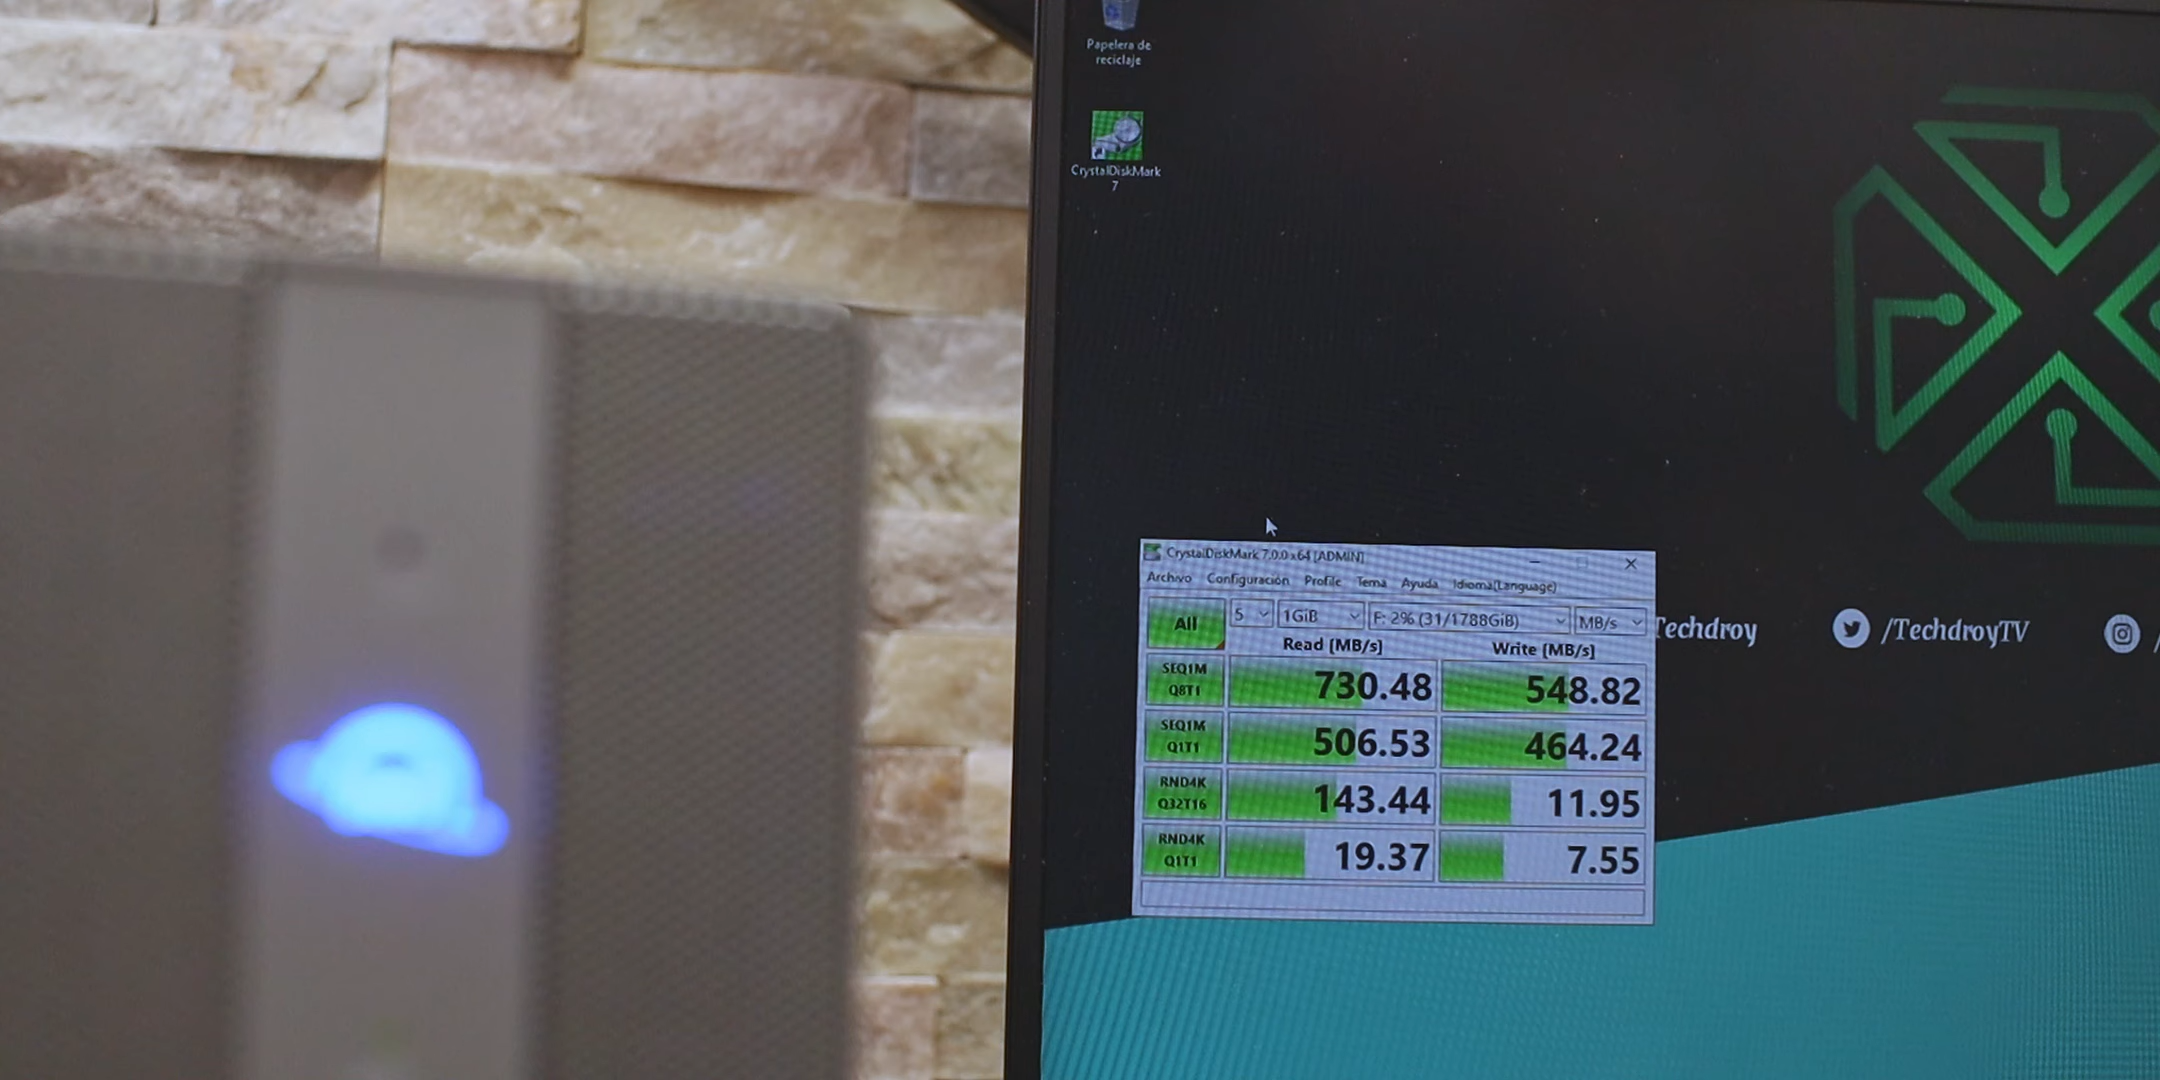 Papelera de
reciclaje
CrystalDiskMark
7
CrystalDiskMark 7.0.0 x64 [ADMIN]
Archivo Configuración Profile Tema Ayuda Idioma(Language)
All 5 1GiB F: 2% (31/1788GiB) MB/s
Read [MB/s] Write [MB/s]
SEQ1M
Q8T1
730.48 548.82
SEQ1M
Q1T1
506.53 464.24
RND4K
Q32T16
143.44 11.95
RND4K
Q1T1
19.37 7.55
Techdroy /TechdroyTV /